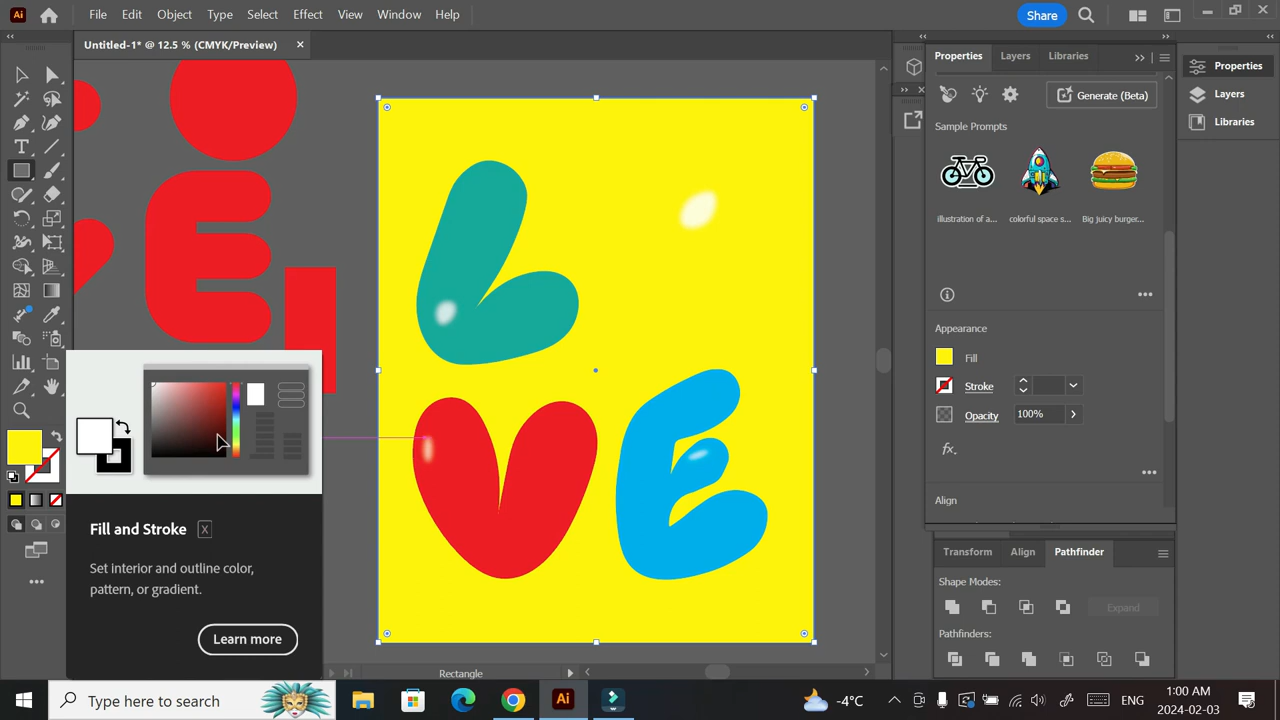 Ai
File
Edit
Object
Type
Select
Effect
View
Window
Help
Share
Untitled-1* @ 12.5 % (CMYK/Preview)
×
Properties
Layers
Libraries
Generate (Beta)
Sample Prompts
illustration of a...
colorful space s...
Big juicy burger...
Appearance
Fill
Stroke
Opacity
100%
fx.
Align
Transform
Align
Pathfinder
Shape Modes:
Expand
Pathfinders:
Properties
Layers
Libraries
E
L
V
E
Fill and Stroke
X
Set interior and outline color,
pattern, or gradient.
Learn more
Rectangle
Type here to search
Ai
-4°C
ENG
1:00 AM
2024-02-03